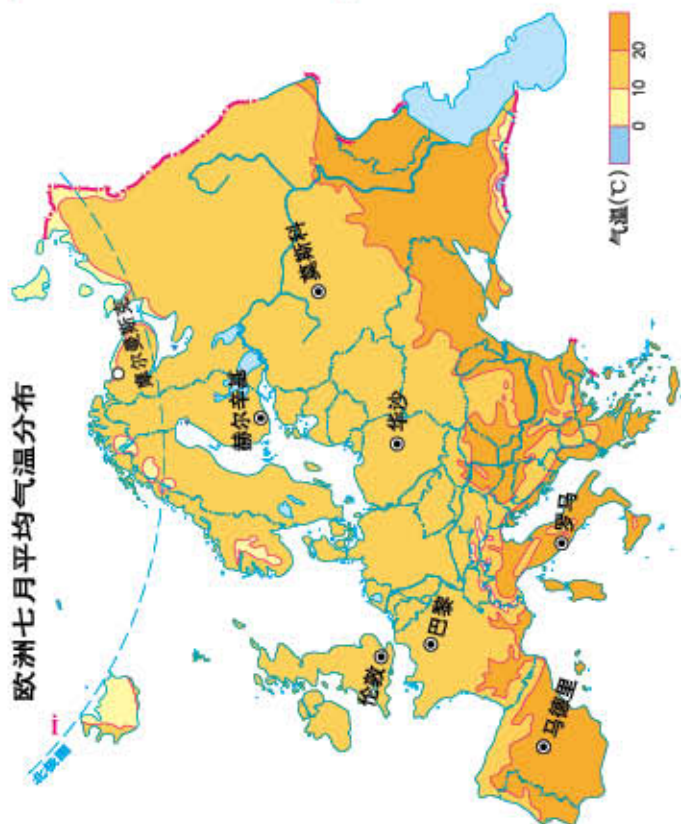 欧洲七月平均气温分布
北极圈
摩尔曼斯克
赫尔辛基
莫斯科
华沙
伦敦
巴黎
罗马
马德里
气温(℃)
0
10
20